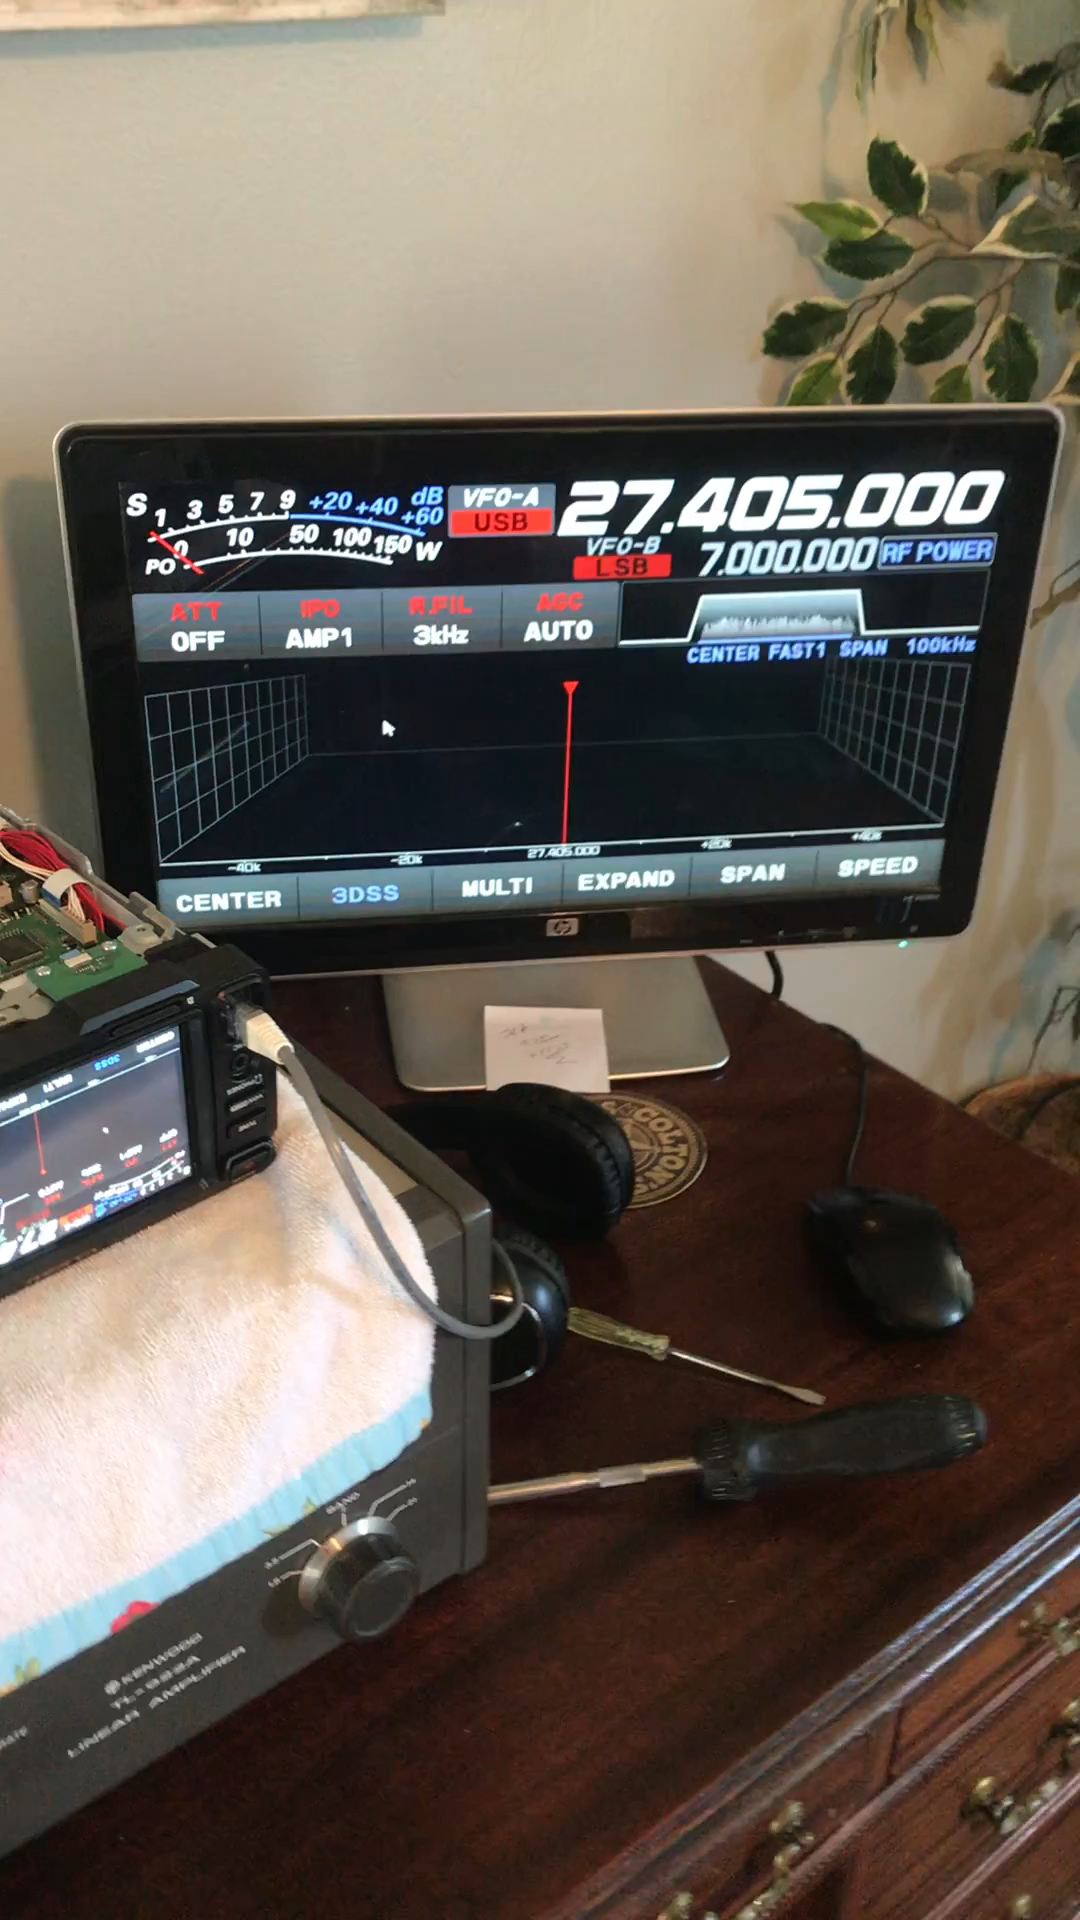 S 1 3 5 7 9 +20 +40 +60 dB
PO 0 10 50 100 150 W
VFO-A
USB
27.405.000
VFO-B
LSB
7.000.000
RF POWER
ATT
OFF
IPO
AMP1
R.FIL
3kHz
AGC
AUTO
CENTER FAST1 SPAN 100kHz
-40k -20k 27.405.000 +20k +40k
CENTER 3DSS MULTI EXPAND SPAN SPEED
hp
3DSS
COLTON'S
BAND
KENWOOD
TL-922A
LINEAR AMPLIFIER